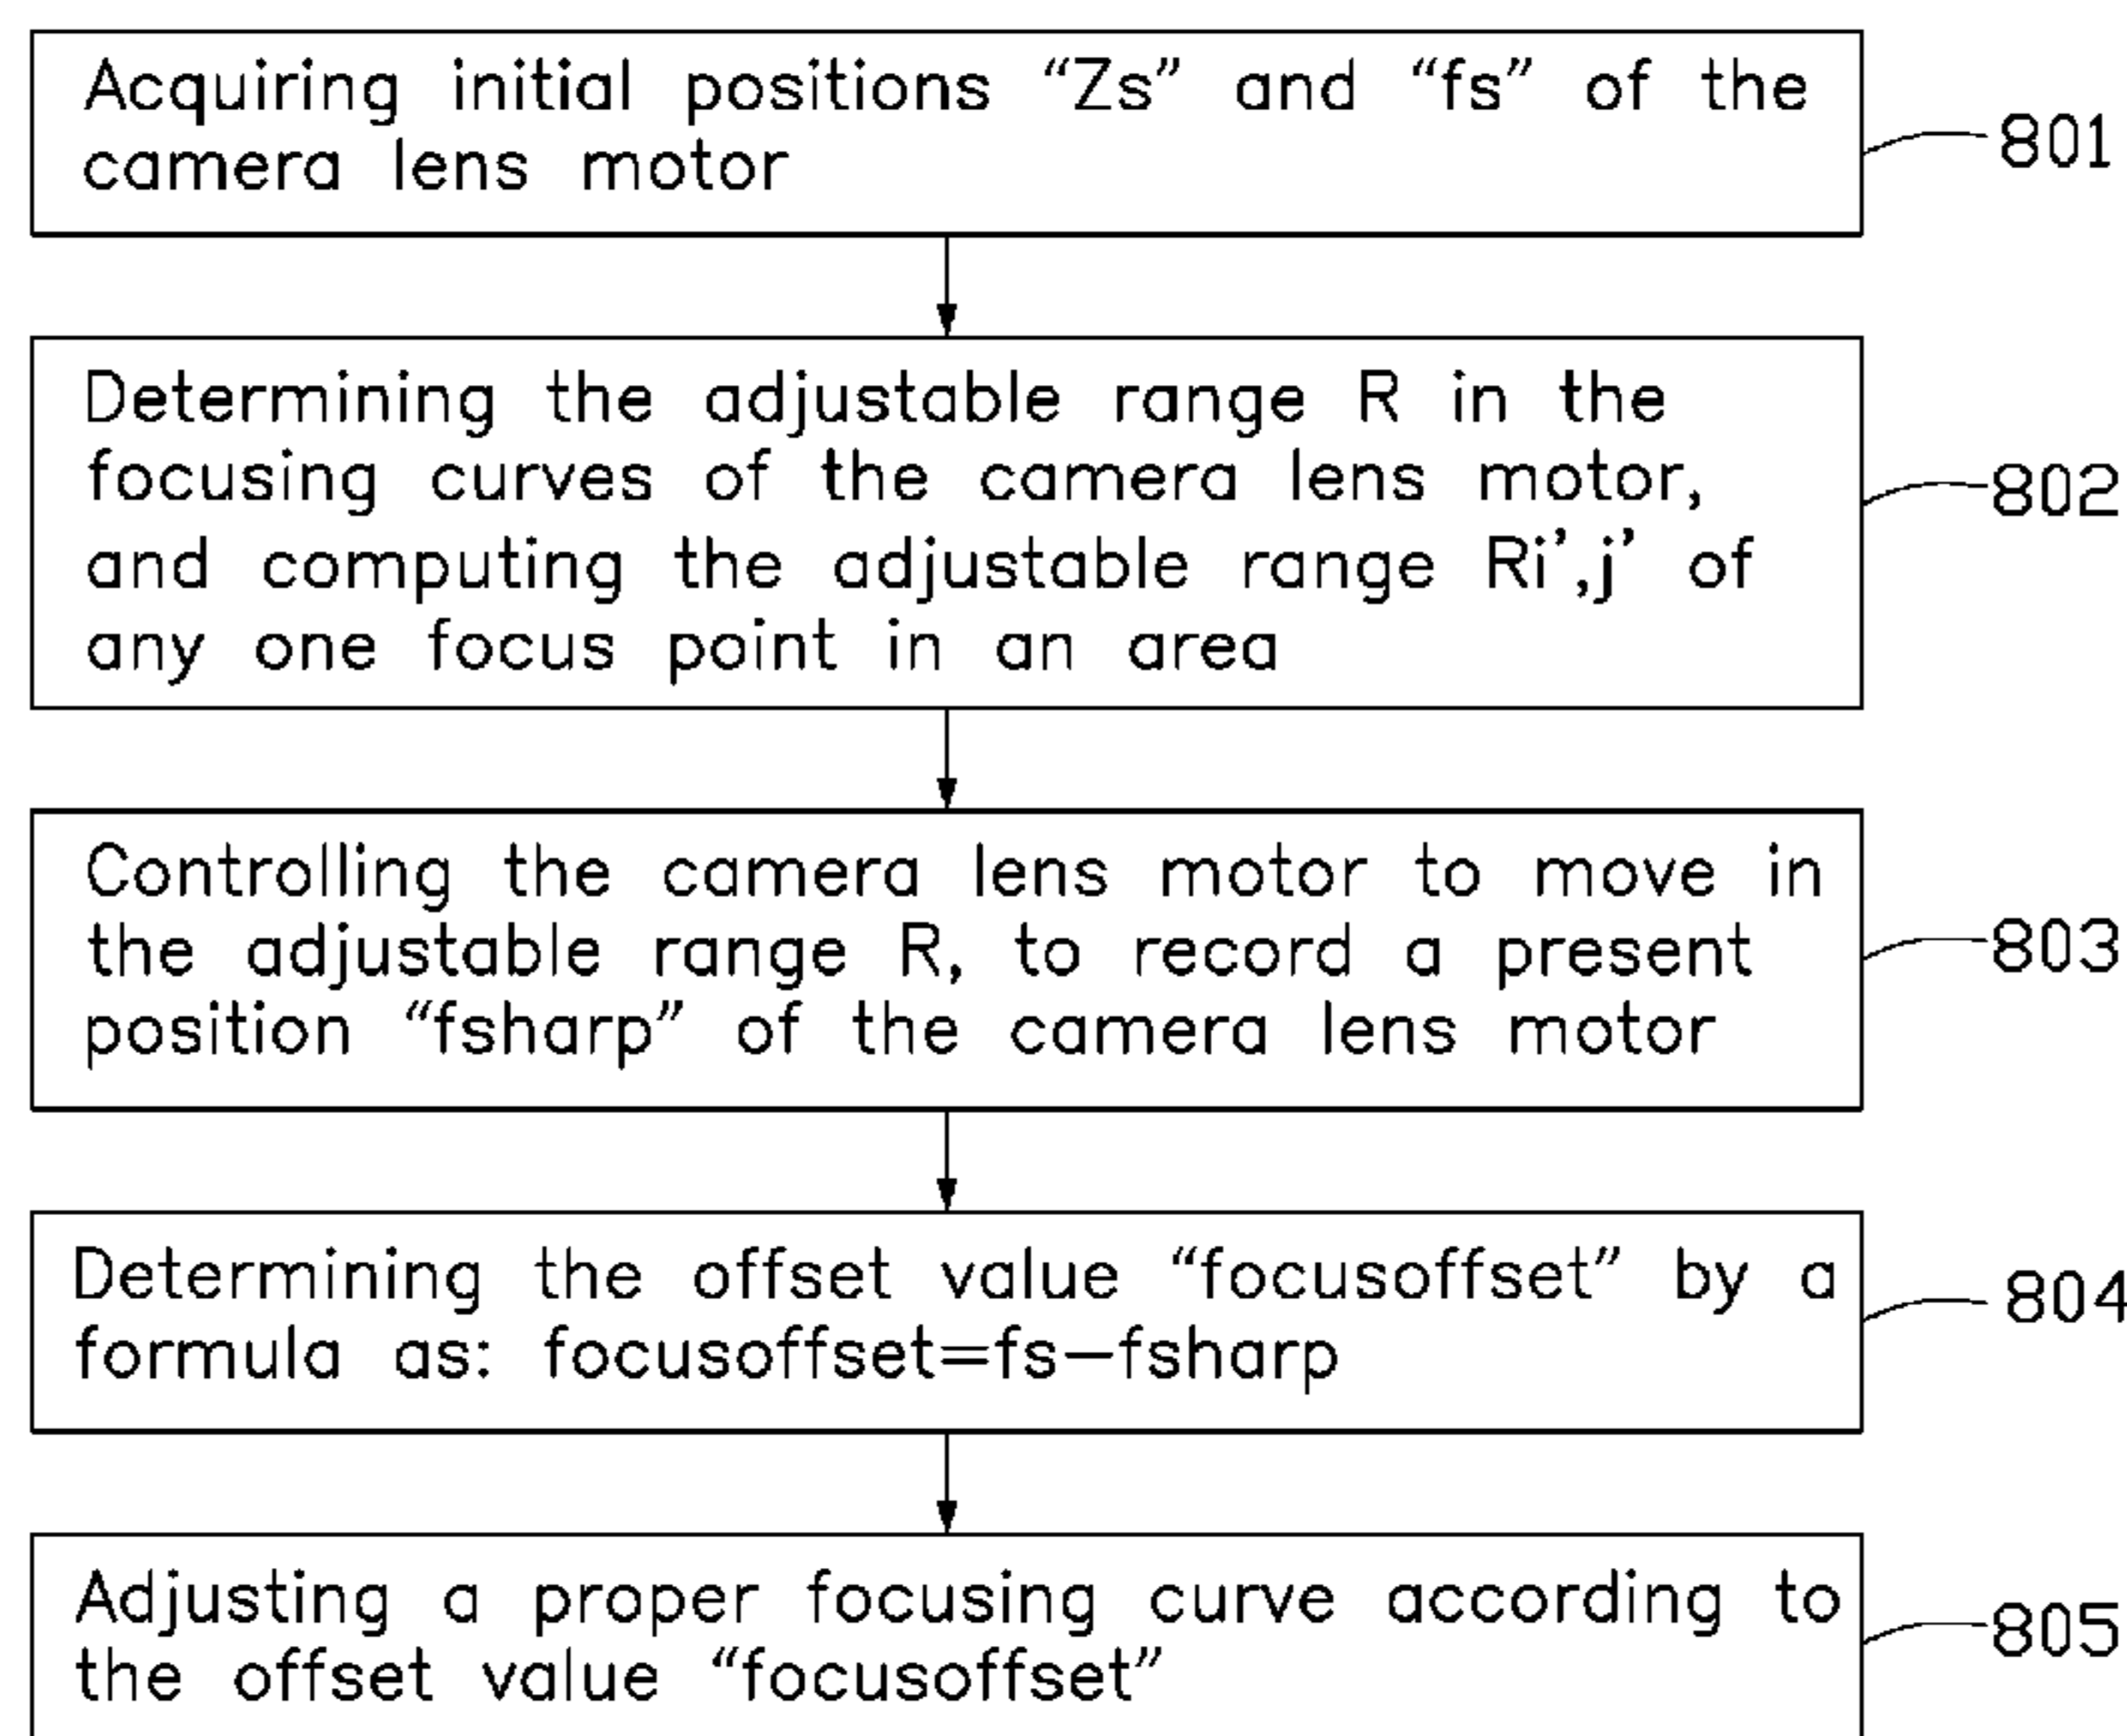 Acquiring initial positions “Zs” and “fs” of the
camera lens motor
801
Determining the adjustable range R in the
focusing curves of the camera lens motor,
and computing the adjustable range Ri’,j’ of
any one focus point in an area
802
Controlling the camera lens motor to move in
the adjustable range R, to record a present
position “fsharp” of the camera lens motor
803
Determining the offset value “focusoffset” by a
formula as: focusoffset=fs−fsharp
804
Adjusting a proper focusing curve according to
the offset value “focusoffset”
805